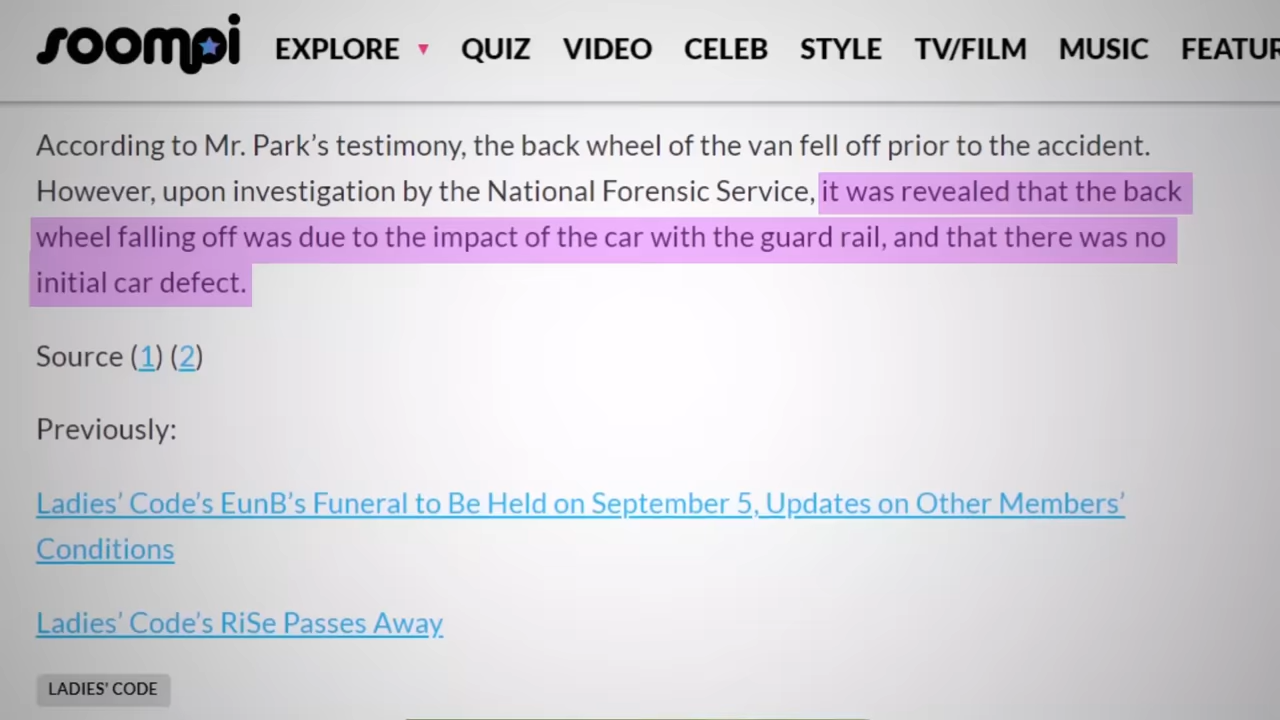 soompi EXPLORE ▼ QUIZ VIDEO CELEB STYLE TV/FILM MUSIC FEATUR
According to Mr. Park’s testimony, the back wheel of the van fell off prior to the accident.
However, upon investigation by the National Forensic Service, it was revealed that the back
wheel falling off was due to the impact of the car with the guard rail, and that there was no
initial car defect.
Source (1) (2)
Previously:
Ladies’ Code’s EunB’s Funeral to Be Held on September 5, Updates on Other Members’
Conditions
Ladies’ Code’s RiSe Passes Away
LADIES’ CODE